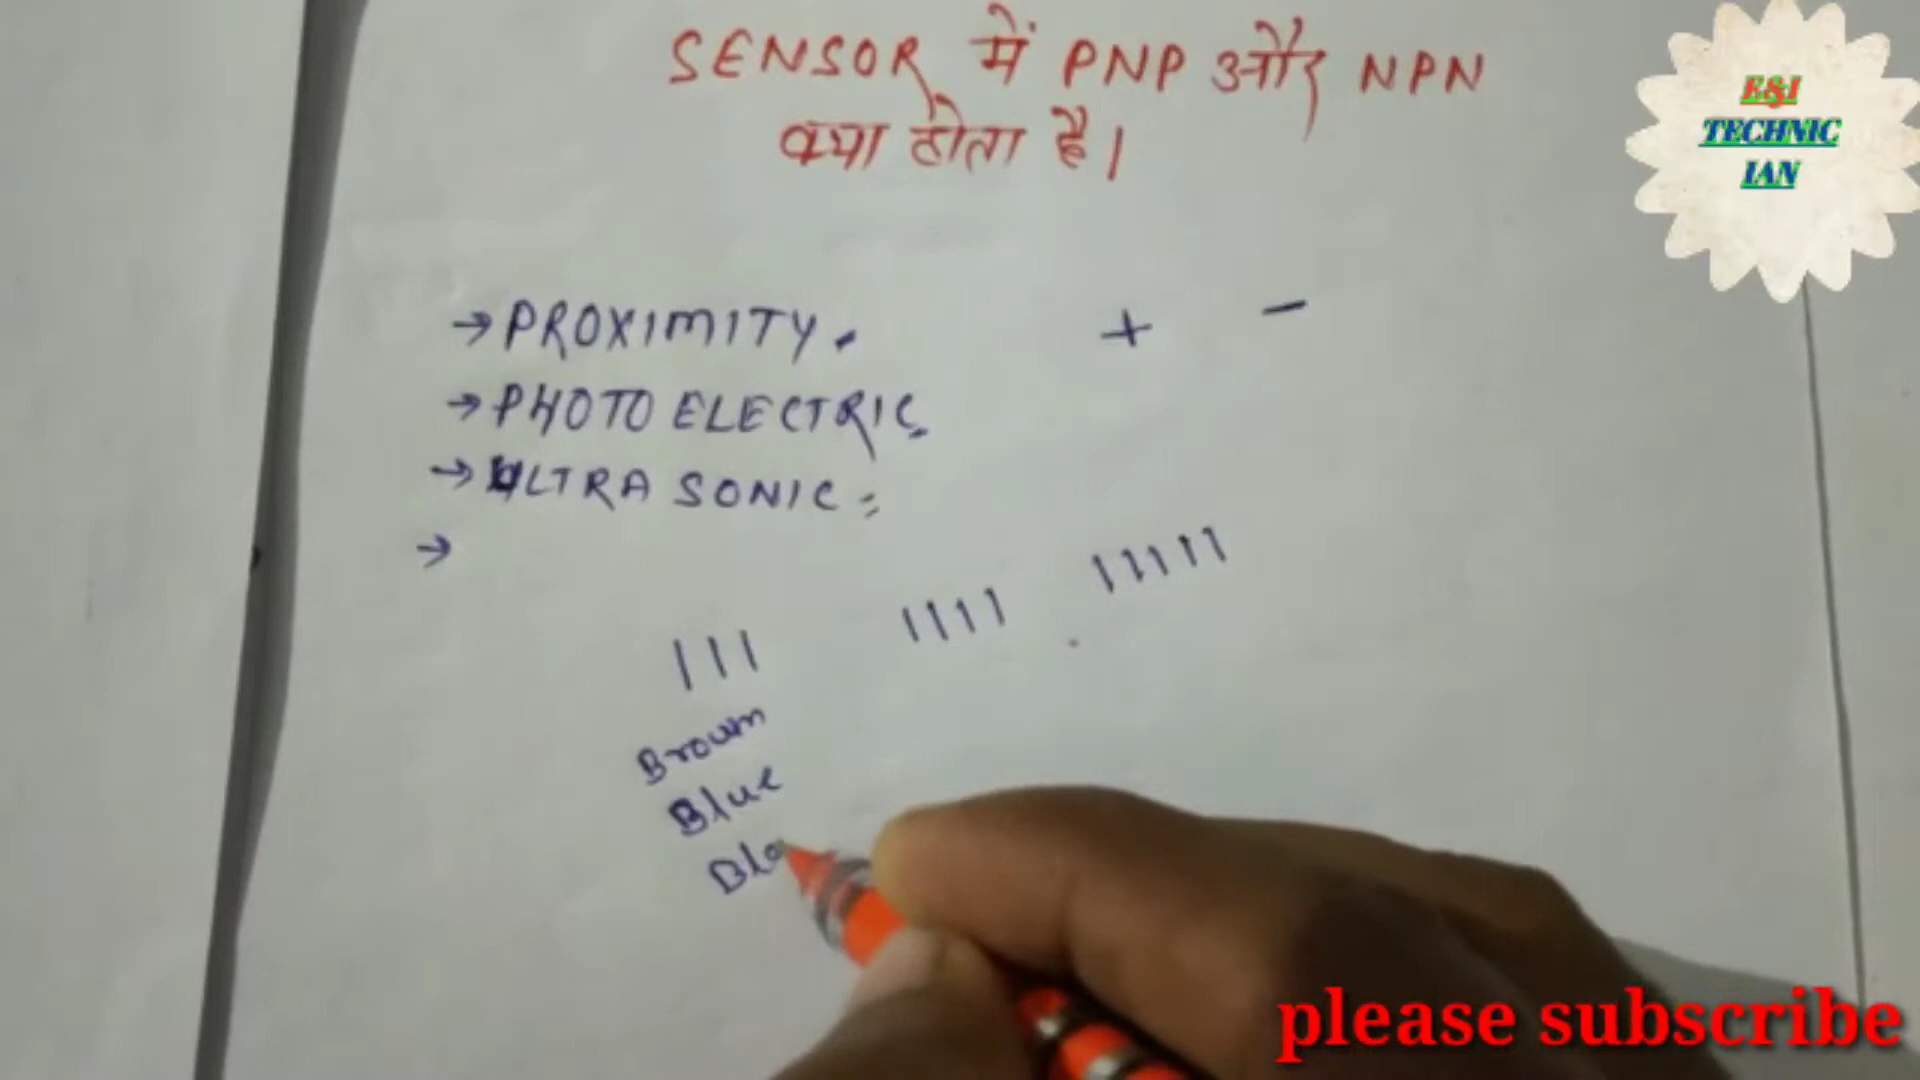 SENSOR में PNP और NPN
क्या होता है।
E&I
TECHNIC
IAN
→ PROXIMITY. + -
→ PHOTO ELECTRIC
→ ULTRA SONIC =
→
Brown
Blue
Bla
please subscribe